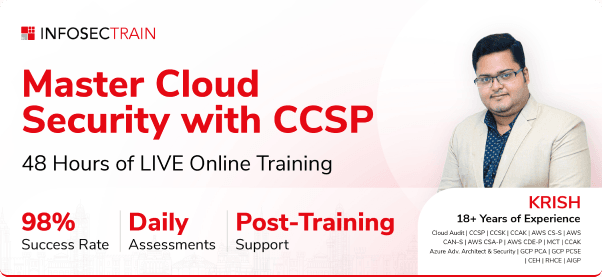 INFOSECTRAIN
Master Cloud
Security with CCSP
48 Hours of LIVE Online Training
98%
Success Rate
Daily
Assessments
Post-Training
Support
KRISH
18+ Years of Experience
Cloud Audit | CCSP | CCSK | CCAK | AWS CS-S | AWS
CAN-S | AWS CSA-P | AWS CDE-P | MCT | CCAK
Azure Adv. Architect & Security | GCP PCA | GCP PCSE
| CEH | RHCE | AIGP